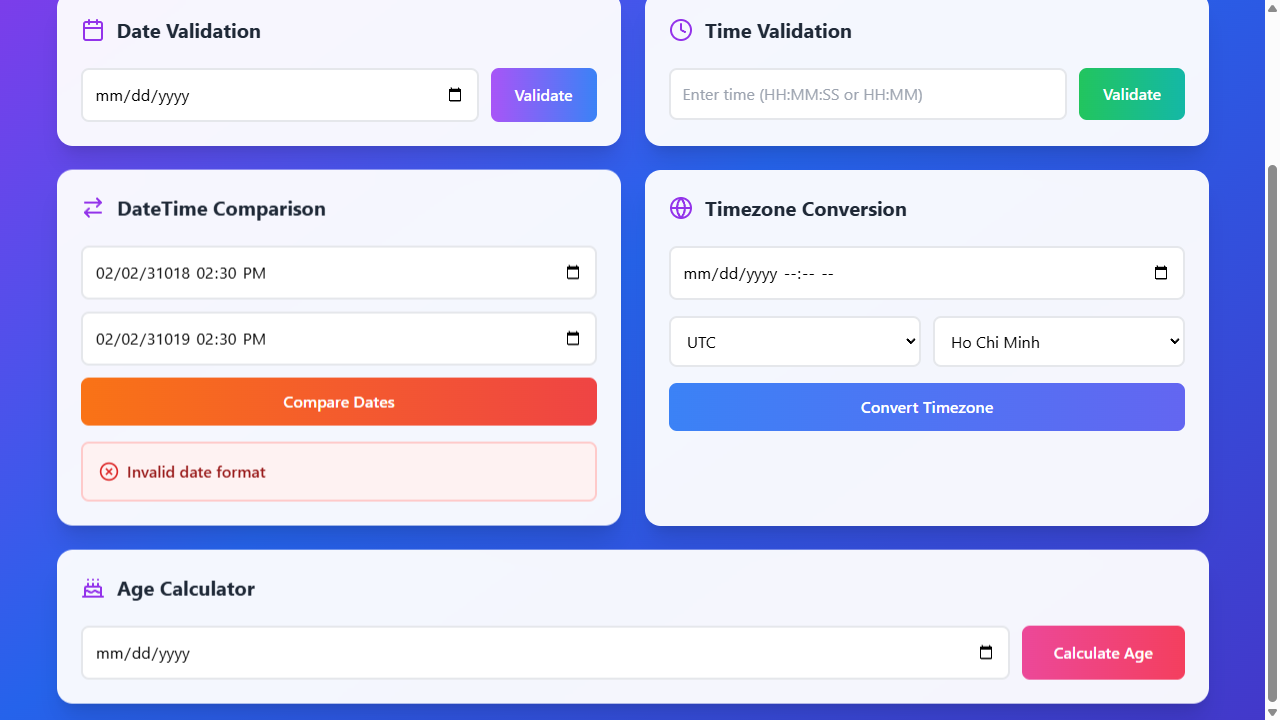 Date Validation
mm/dd/yyyy
Validate
Time Validation
Enter time (HH:MM:SS or HH:MM)
Validate
DateTime Comparison
02/02/31018 02:30 PM
02/02/31019 02:30 PM
Compare Dates
Invalid date format
Timezone Conversion
mm/dd/yyyy --:-- --
UTC
Ho Chi Minh
Convert Timezone
Age Calculator
mm/dd/yyyy
Calculate Age